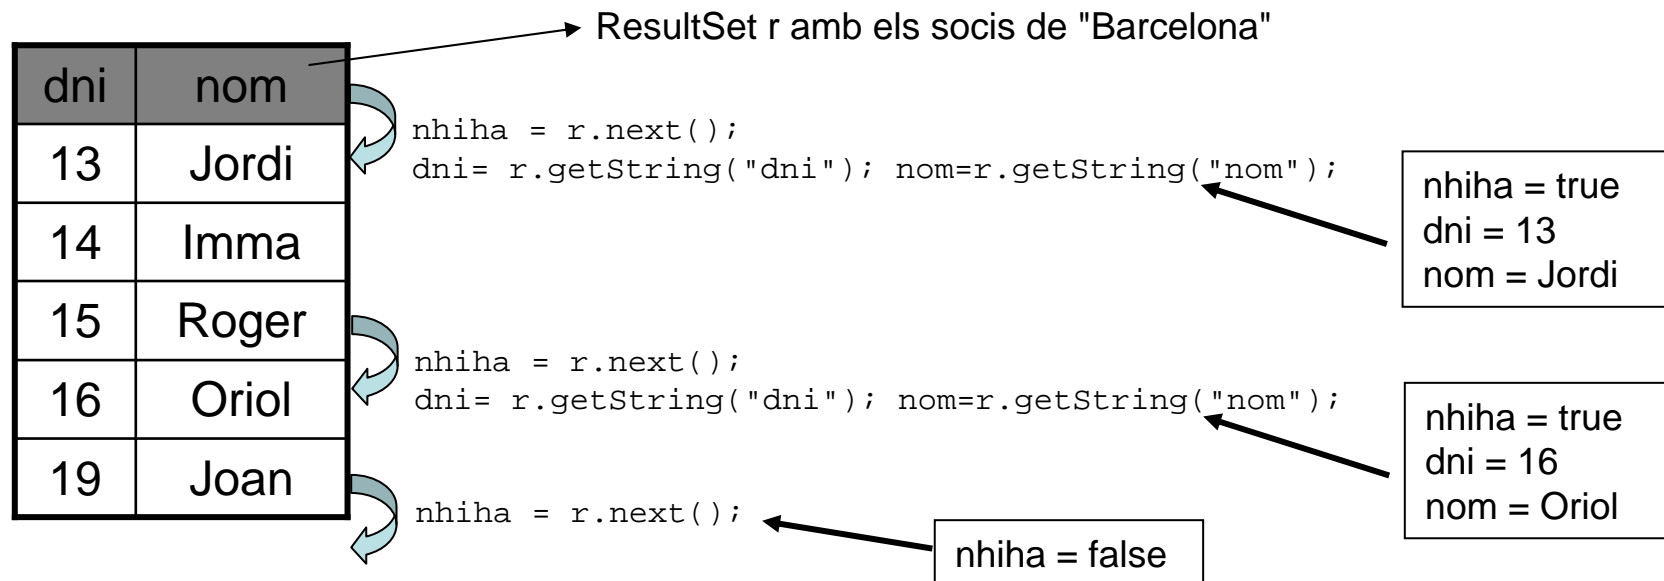 ResultSet r amb els socis de "Barcelona"
dni nom
13 Jordi
14 Imma
15 Roger
16 Oriol
19 Joan
nhiha = r.next();
dni= r.getString("dni"); nom=r.getString("nom");
nhiha = true
dni = 13
nom = Jordi
nhiha = r.next();
dni= r.getString("dni"); nom=r.getString("nom");
nhiha = true
dni = 16
nom = Oriol
nhiha = r.next();
nhiha = false